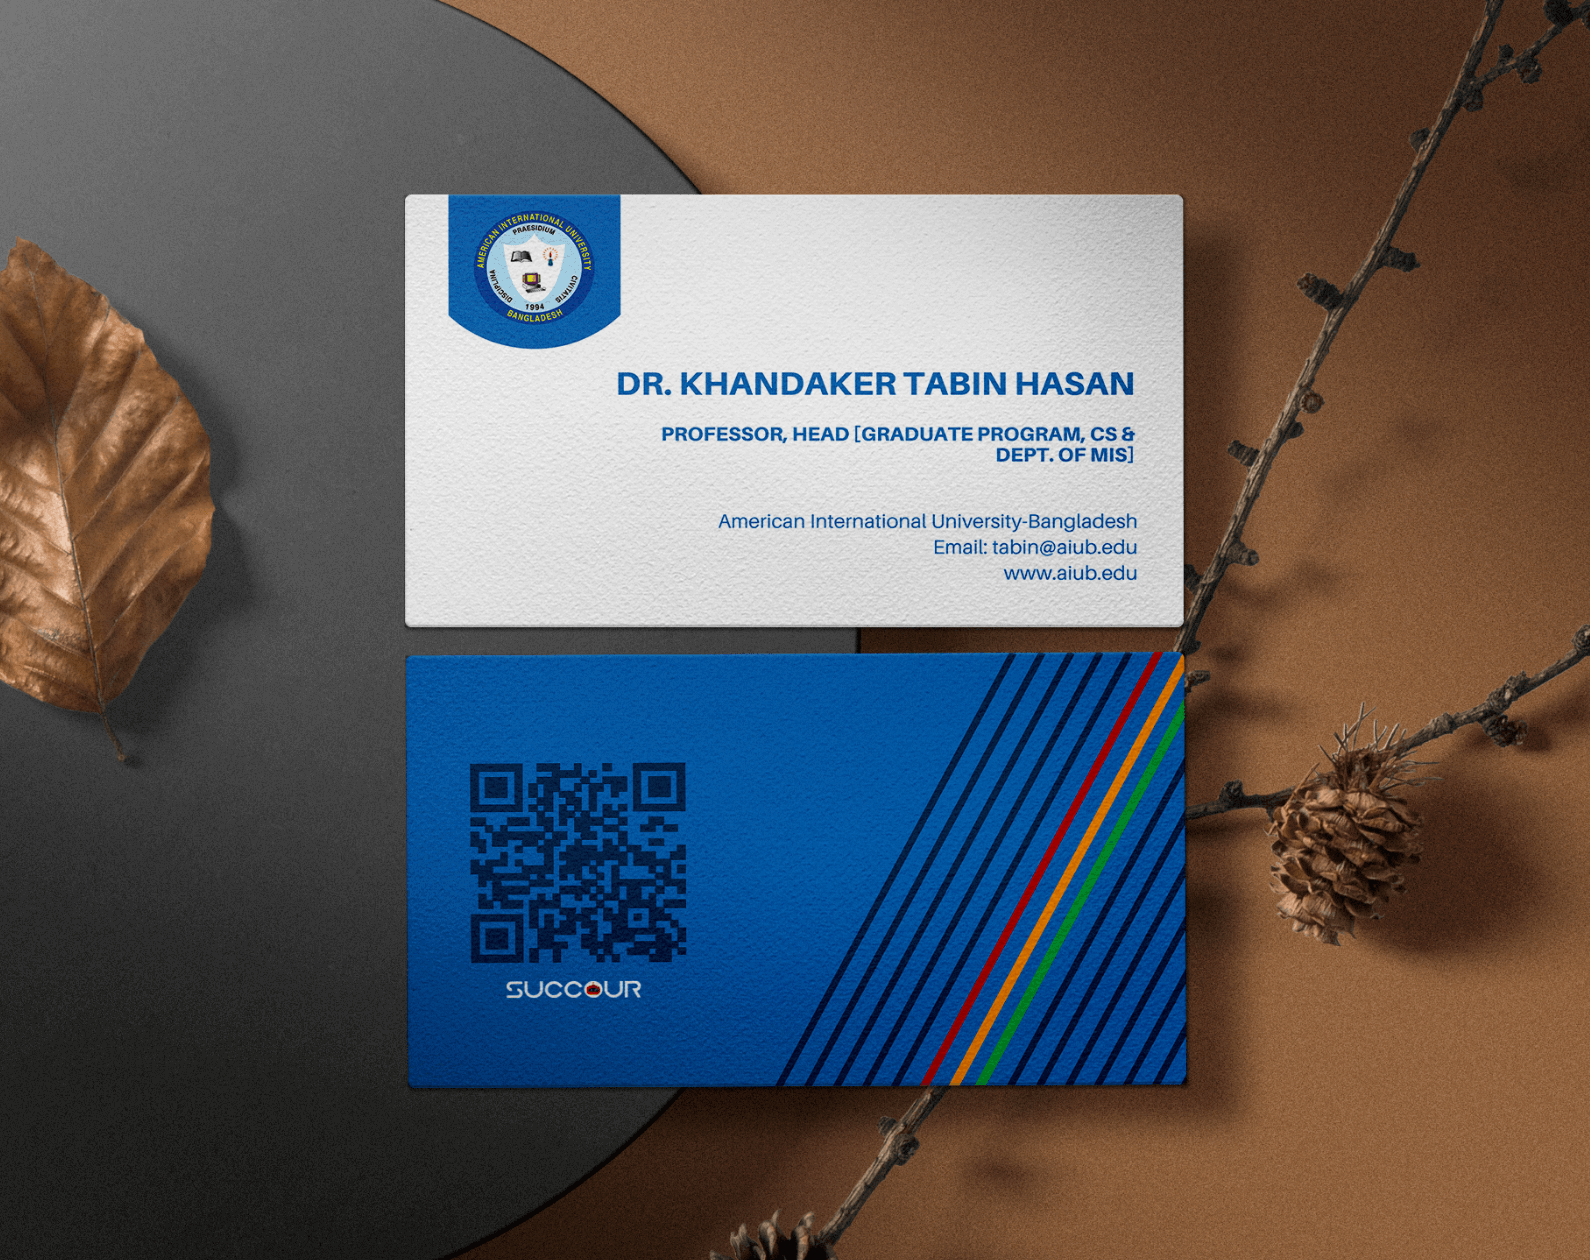 AMERICAN INTERNATIONAL UNIVERSITY
PRAESIDIUM
DISCIPLINA
CIVITATIS
1994
BANGLADESH
DR. KHANDAKER TABIN HASAN
PROFESSOR, HEAD [GRADUATE PROGRAM, CS &
DEPT. OF MIS]
American International University-Bangladesh
Email: tabin@aiub.edu
www.aiub.edu
SUCCOUR